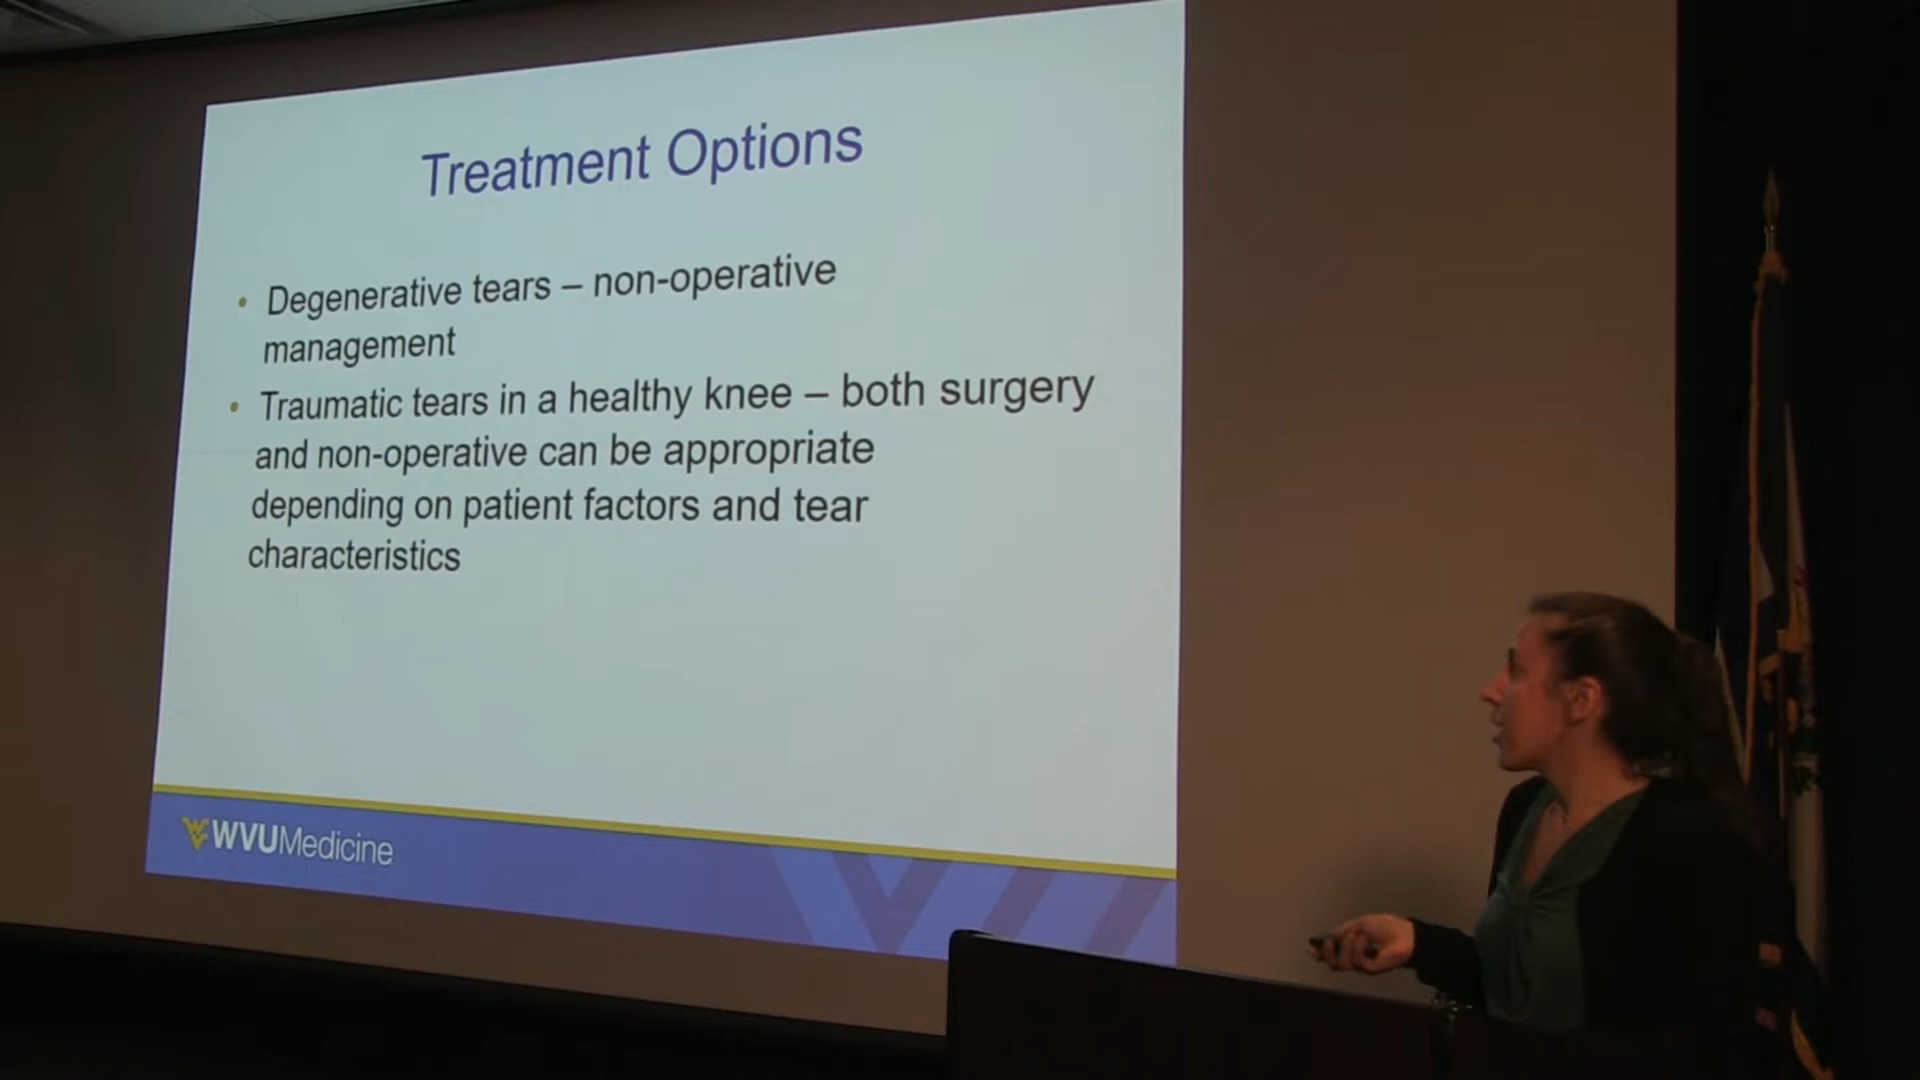 Treatment Options
• Degenerative tears – non-operative
management
• Traumatic tears in a healthy knee – both surgery
and non-operative can be appropriate
depending on patient factors and tear
characteristics
WVUMedicine